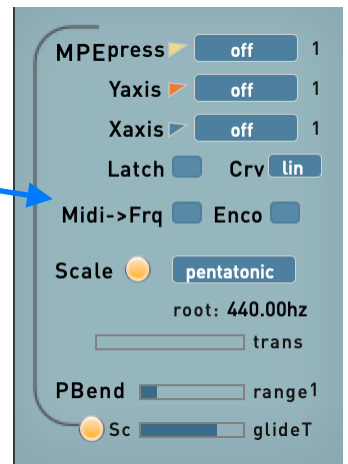 MPEpress off 1
Yaxis off 1
Xaxis off 1
Latch Crv lin
Midi->Frq Enco
Scale pentatonic
root: 440.00hz
trans
PBend range1
Sc glideT